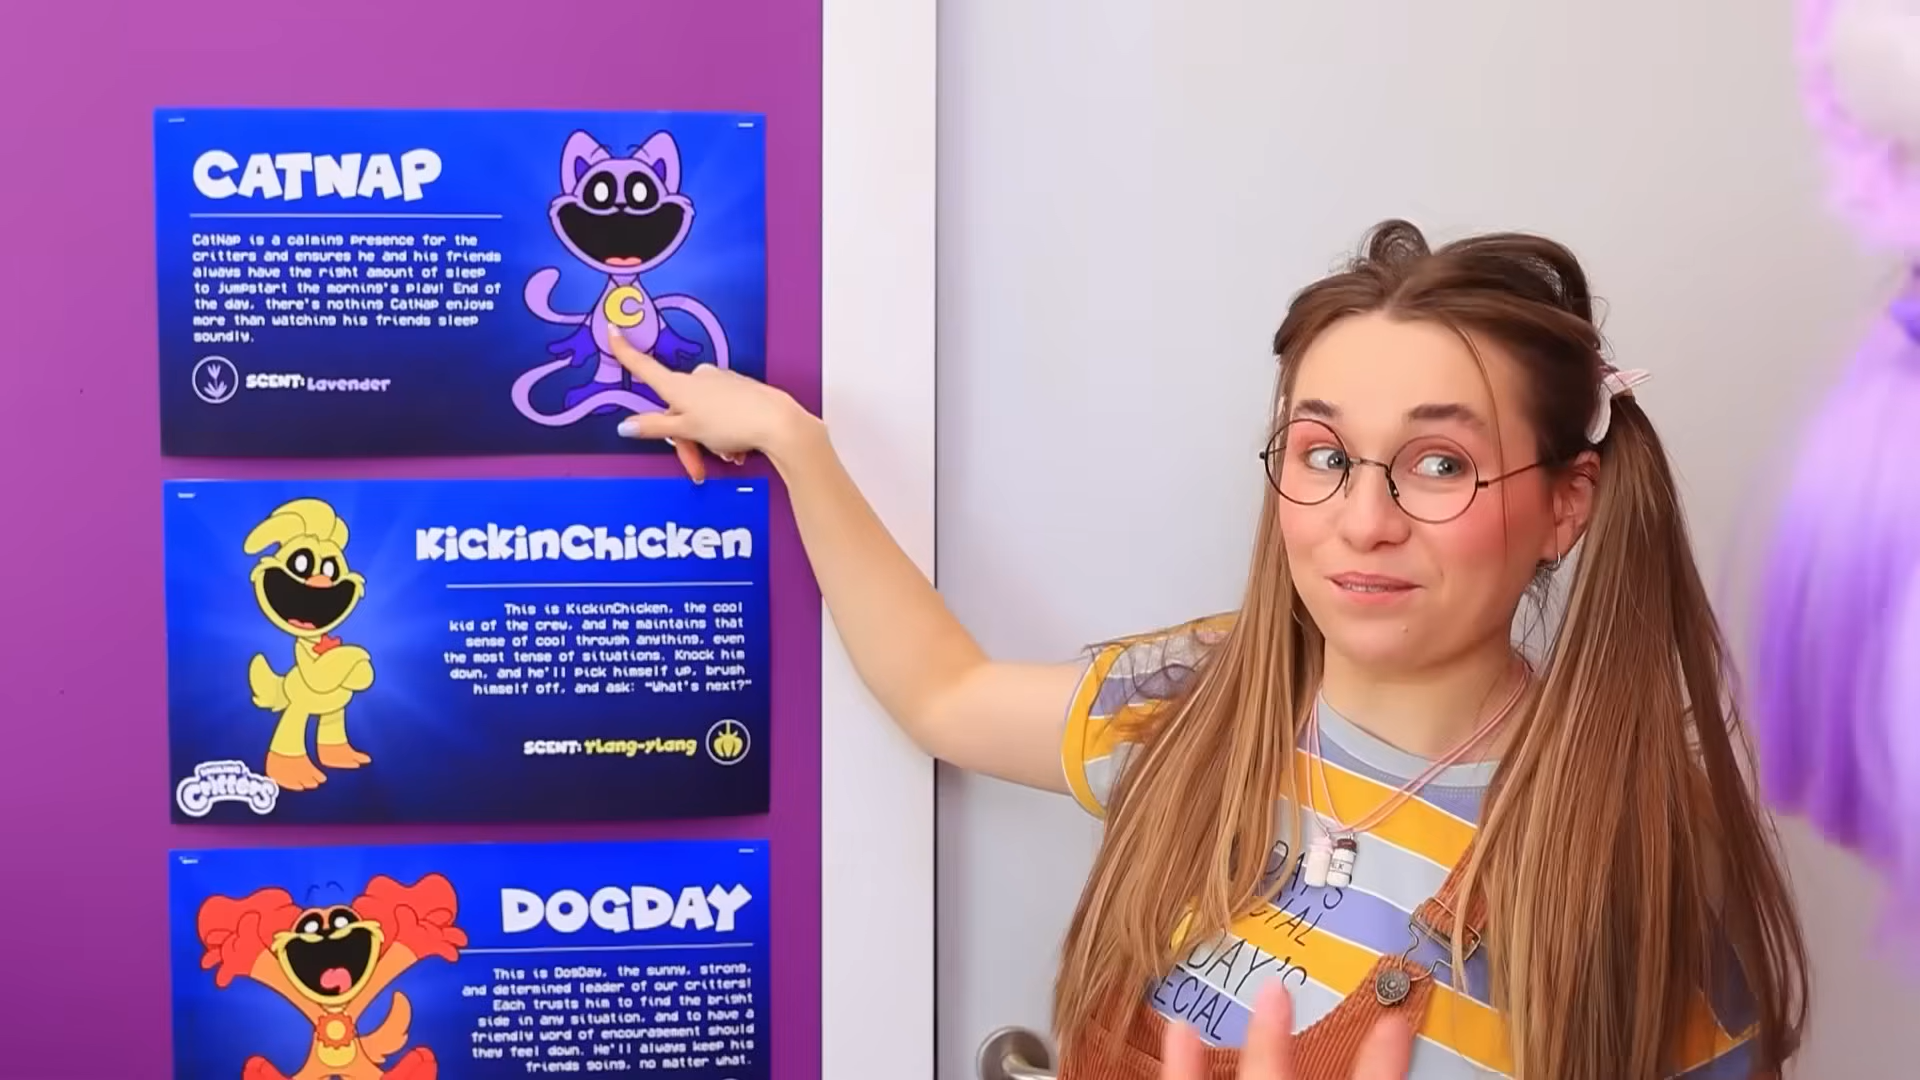 CATNAP
CatNap is a calming presence for the
critters and ensures he and his friends
always have the right amount of sleep
to jumpstart the morning's play! End of
the day, there's nothing CatNap enjoys
more than watching his friends sleep
soundly.
SCENT: Lavender
C
KickinChicken
This is KickinChicken, the cool
kid of the crew, and he maintains that
sense of cool through anything, even
the most tense of situations. Knock him
down, and he'll pick himself up, brush
himself off, and ask: "What's next?"
SCENT: Ylang-Ylang
SMILING
Critters
DOGDAY
This is DogDay, the sunny, strong,
and determined leader of our critters!
Each trusts him to find the bright
side in any situation, and to have a
friendly word of encouragement should
they feel down. He'll always keep his
friends going, no matter what.
DAY'S
CIAL
DAY'S
ECIAL